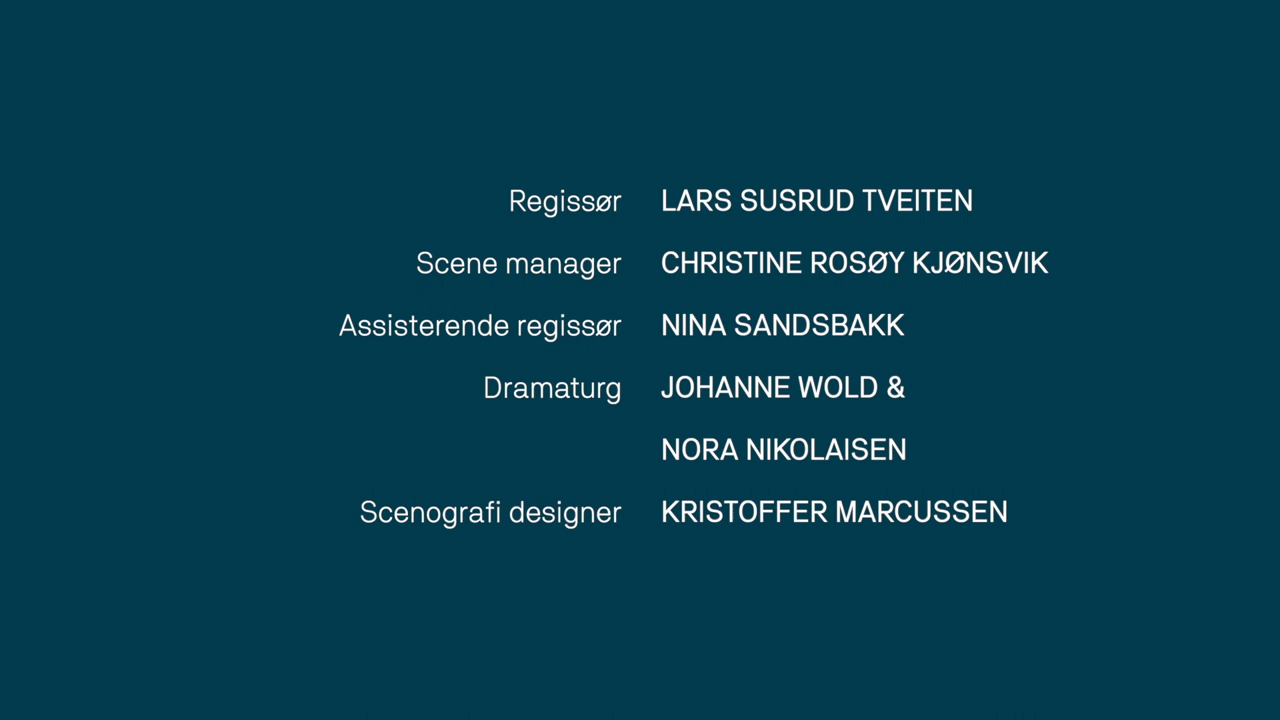 Regissør LARS SUSRUD TVEITEN
Scene manager CHRISTINE ROSØY KJØNSVIK
Assisterende regissør NINA SANDSBAKK
Dramaturg JOHANNE WOLD &
NORA NIKOLAISEN
Scenografi designer KRISTOFFER MARCUSSEN